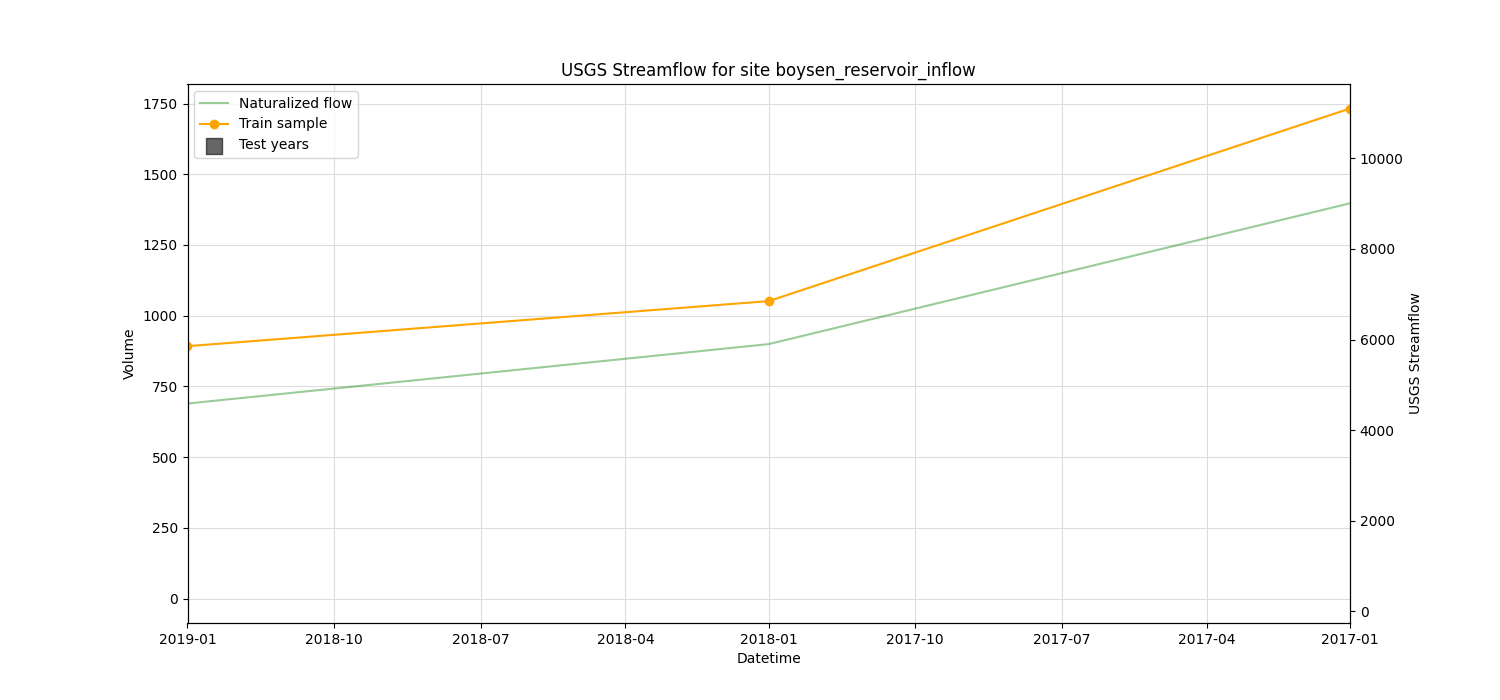 USGS Streamflow for site boysen_reservoir_inflow
Naturalized flow
Train sample
Test years
1750
1500
1250
1000
750
500
250
0
Volume
10000
8000
6000
4000
2000
0
USGS Streamflow
2019-01 2018-10 2018-07 2018-04 2018-01 2017-10 2017-07 2017-04 2017-01
Datetime